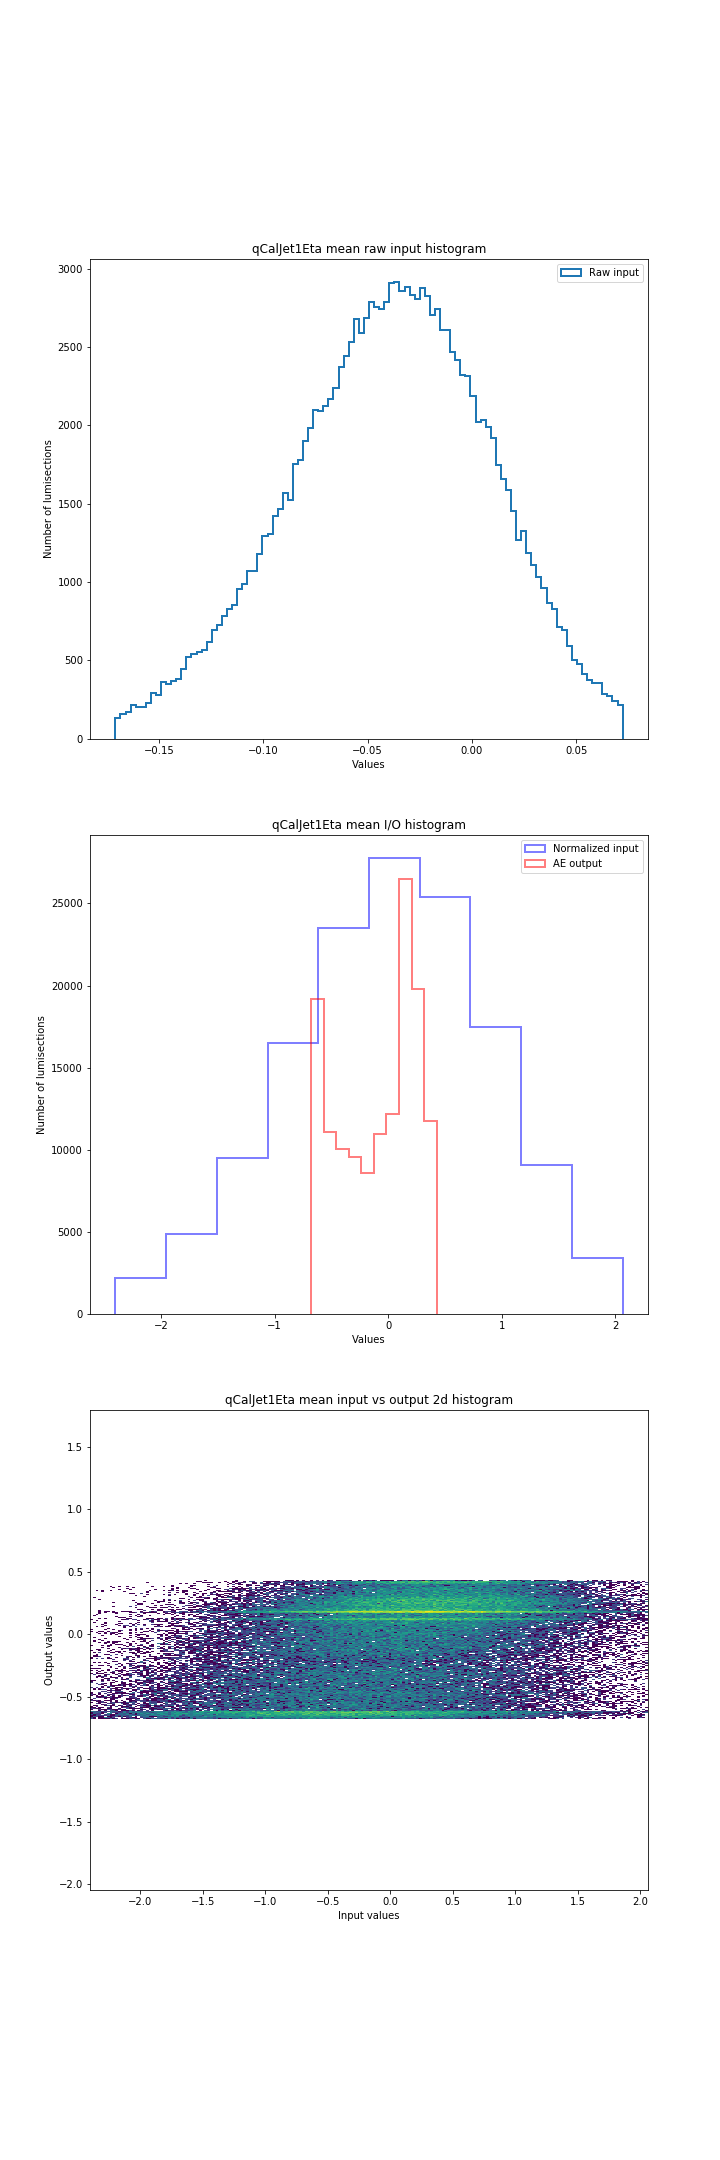 qCalJet1Eta mean raw input histogram
Raw input
3000
2500
2000
1500
1000
500
0
Number of lumisections
−0.15 −0.10 −0.05 0.00 0.05
Values
qCalJet1Eta mean I/O histogram
Normalized input
AE output
25000
20000
15000
10000
5000
0
Number of lumisections
−2 −1 0 1 2
Values
qCalJet1Eta mean input vs output 2d histogram
1.5
1.0
0.5
0.0
−0.5
−1.0
−1.5
−2.0
Output values
−2.0 −1.5 −1.0 −0.5 0.0 0.5 1.0 1.5 2.0
Input values